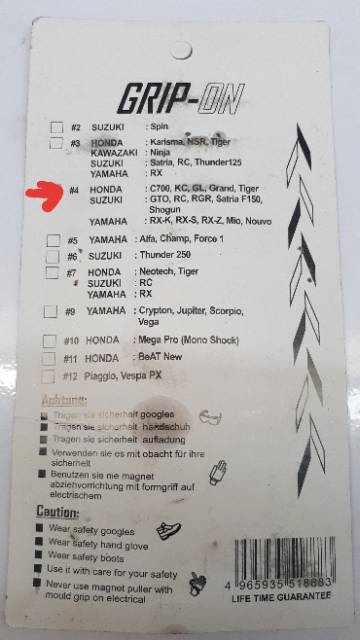 GRIP-ON
#2 SUZUKI : Spin
#3 HONDA : Karisma, NSR, Tiger
KAWAZAKI : Ninja
SUZUKI : Satria, RC, Thunder125
YAMAHA : RX
#4 HONDA : C700, KC, GL, Grand, Tiger
SUZUKI : GTO, RC, RGR, Satria F150,
Shogun
YAMAHA : RX-K, RX-S, RX-Z, Mio, Nouvo
#5 YAMAHA : Alfa, Champ, Force 1
#6 SUZUKI : Thunder 250
#7 HONDA : Neotech, Tiger
SUZUKI : RC
YAMAHA : RX
#9 YAMAHA : Crypton, Jupiter, Scorpio,
Vega
#10 HONDA : Mega Pro (Mono Shock)
#11 HONDA : BeAT New
#12 Piaggio, Vespa PX
Achtung:
Tragen sie sicherheit googles
Tragen sie sicherheit handschuh
Tragen sie sicherheit aufladung
Verwenden sie es mit obacht für ihre
sicherheit
Benutzen sie nie magnet
abziehvorrichtung mit formgriff auf
electrischem
Caution:
Wear safety googles
Wear safety hand glove
Wear safety boots
Use it with care for your safety
Never use magnet puller with
mould grip on electrical
4 965935 518883
LIFE TIME GUARANTEE